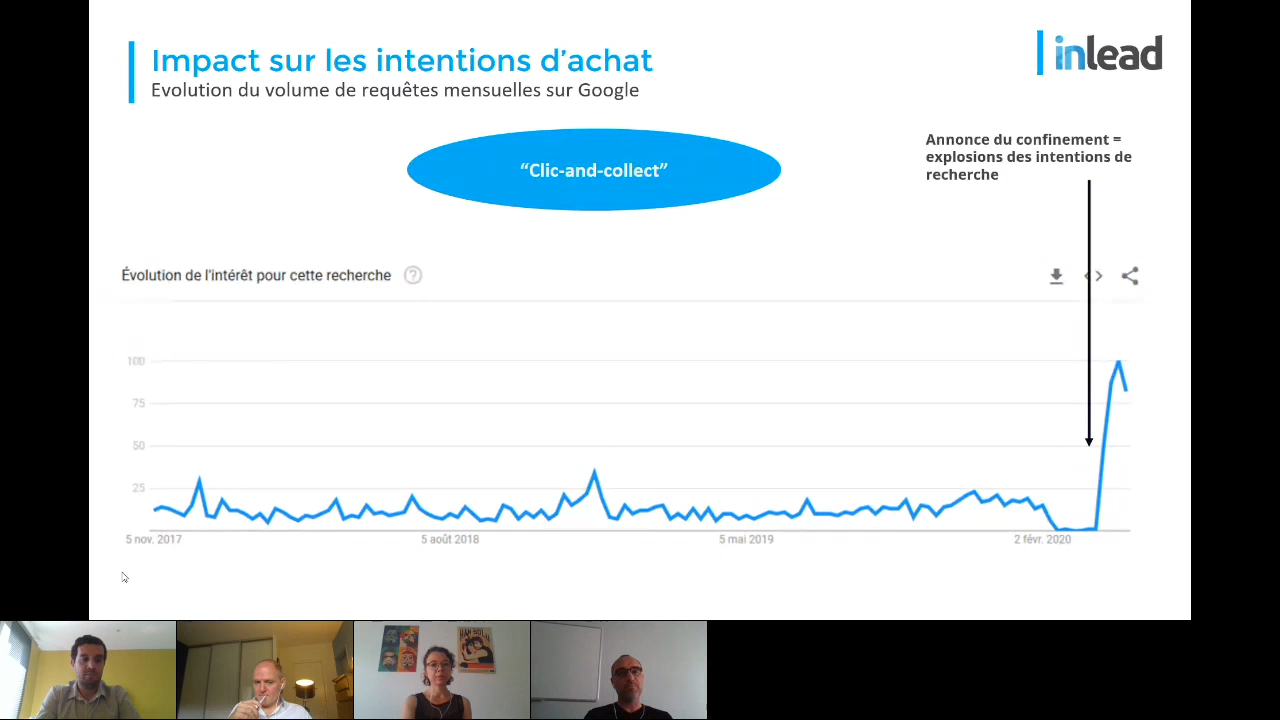 Impact sur les intentions d'achat
Evolution du volume de requêtes mensuelles sur Google
inlead
“Clic-and-collect”
Annonce du confinement =
explosions des intentions de
recherche
Évolution de l'intérêt pour cette recherche ?
100
75
50
25
5 nov. 2017 5 août 2018 5 mai 2019 2 févr. 2020